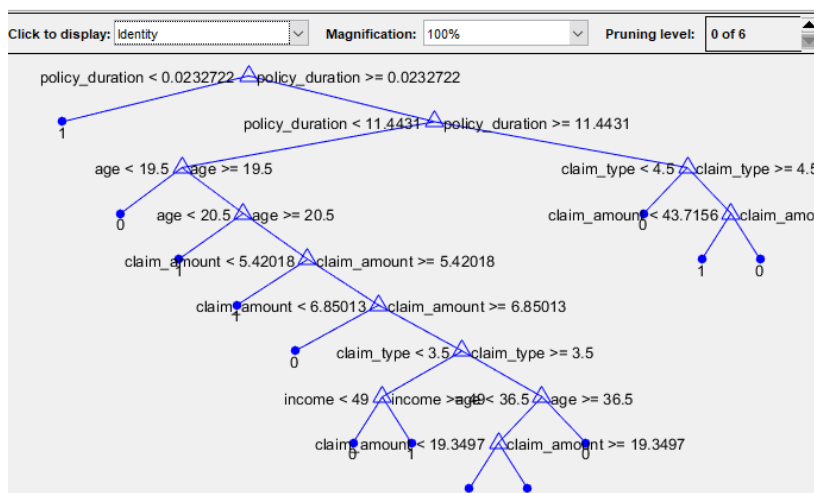 Click to display: Identity Magnification: 100% Pruning level: 0 of 6
policy_duration < 0.0232722 policy_duration >= 0.0232722
1
policy_duration < 11.4431 policy_duration >= 11.4431
age < 19.5 age >= 19.5 claim_type < 4.5 claim_type >= 4.5
0 age < 20.5 age >= 20.5 claim_amount < 43.7156 claim_amo
0
1 claim_amount < 5.42018 claim_amount >= 5.42018 1 0
claim_amount < 6.85013 claim_amount >= 6.85013
1
0 claim_type < 3.5 claim_type >= 3.5
income < 49 income >= 49 age < 36.5 age >= 36.5
claim_amount < 19.3497 claim_amount >= 19.3497
0 1 0